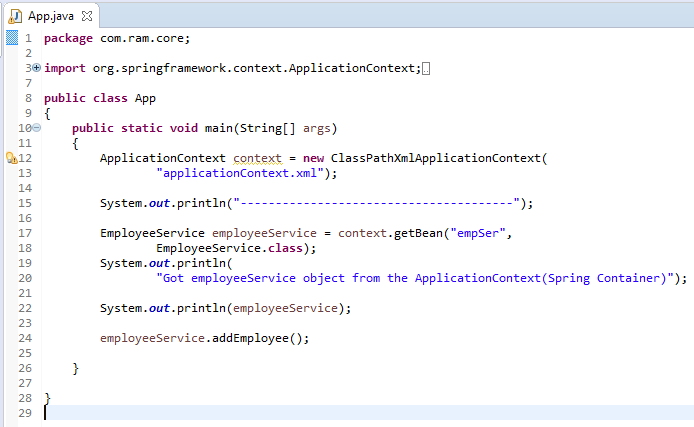 App.java
1 package com.ram.core;
2
3 import org.springframework.context.ApplicationContext;
7
8 public class App
9 {
10 public static void main(String[] args)
11 {
12 ApplicationContext context = new ClassPathXmlApplicationContext(
13 "applicationContext.xml");
14
15 System.out.println("---------------------------------------");
16
17 EmployeeService employeeService = context.getBean("empSer",
18 EmployeeService.class);
19 System.out.println(
20 "Got employeeService object from the ApplicationContext(Spring Container)");
21
22 System.out.println(employeeService);
23
24 employeeService.addEmployee();
25
26 }
27
28 }
29